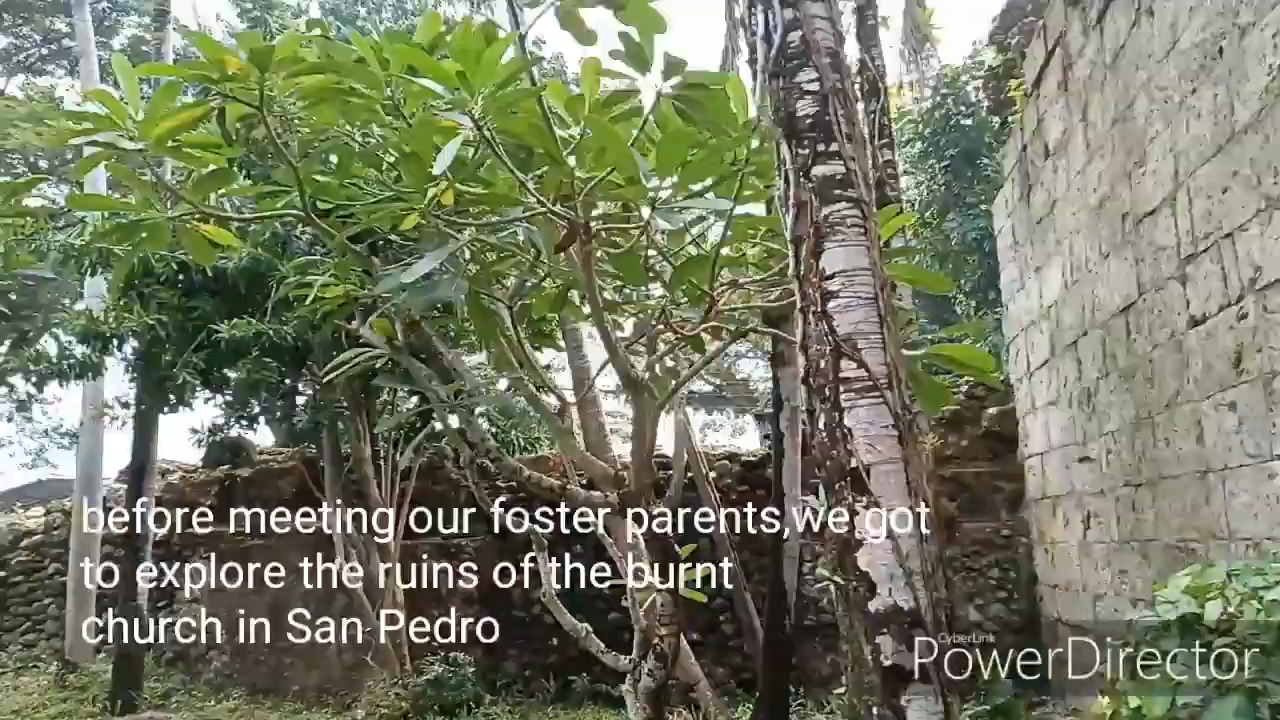 before meeting our foster parents,we got
to explore the ruins of the burnt
church in San Pedro
CyberLink
PowerDirector